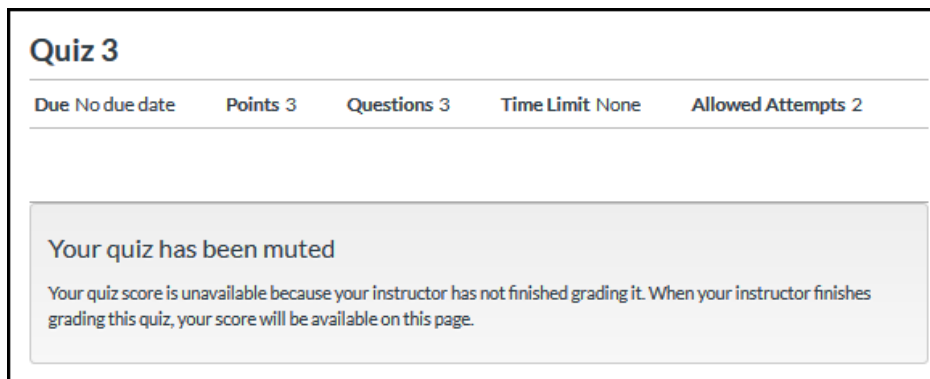 Quiz 3
Due No due date Points 3 Questions 3 Time Limit None Allowed Attempts 2
Your quiz has been muted
Your quiz score is unavailable because your instructor has not finished grading it. When your instructor finishes
grading this quiz, your score will be available on this page.